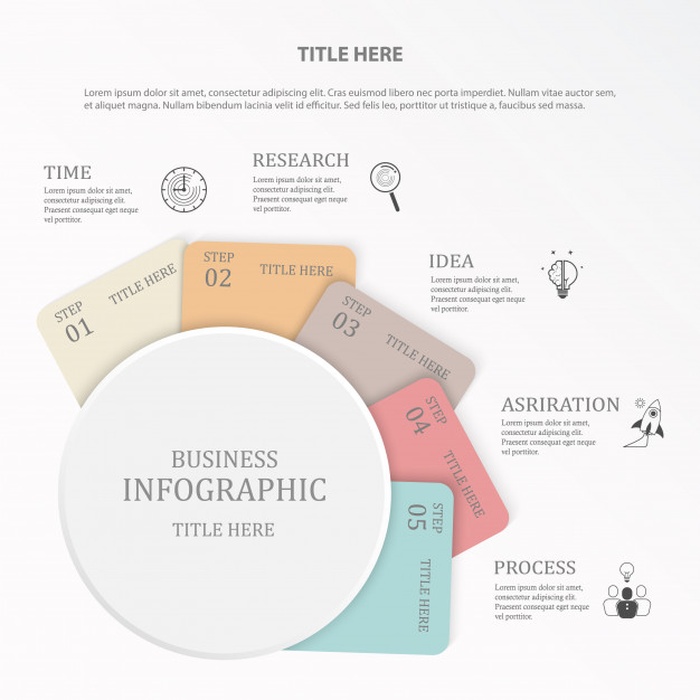 TITLE HERE
Lorem ipsum dolor sit amet, consectetur adipiscing elit. Cras euismod, leo nec porta imperdiet. Nullam vitae auctor sem,
et aliquet magna. Nullam bibendum lacinia velit id efficitur. Sed felis leo, porttitor ut tristique a, faucibus sed massa.
TIME
Lorem ipsum dolor sit amet,
consectetur adipiscing elit.
Praesent consequat eget neque
vel porttitor.
RESEARCH
Lorem ipsum dolor sit amet,
consectetur adipiscing elit.
Praesent consequat eget neque
vel porttitor.
IDEA
Lorem ipsum dolor sit amet,
consectetur adipiscing elit.
Praesent consequat eget neque
vel porttitor.
ASRIRATION
Lorem ipsum dolor sit amet,
consectetur adipiscing elit.
Praesent consequat eget neque
vel porttitor.
PROCESS
Lorem ipsum dolor sit amet,
consectetur adipiscing elit.
Praesent consequat eget neque
vel porttitor.
STEP
01
TITLE HERE
STEP
02
TITLE HERE
STEP
03
TITLE HERE
STEP
04
TITLE HERE
STEP
05
TITLE HERE
BUSINESS
INFOGRAPHIC
TITLE HERE